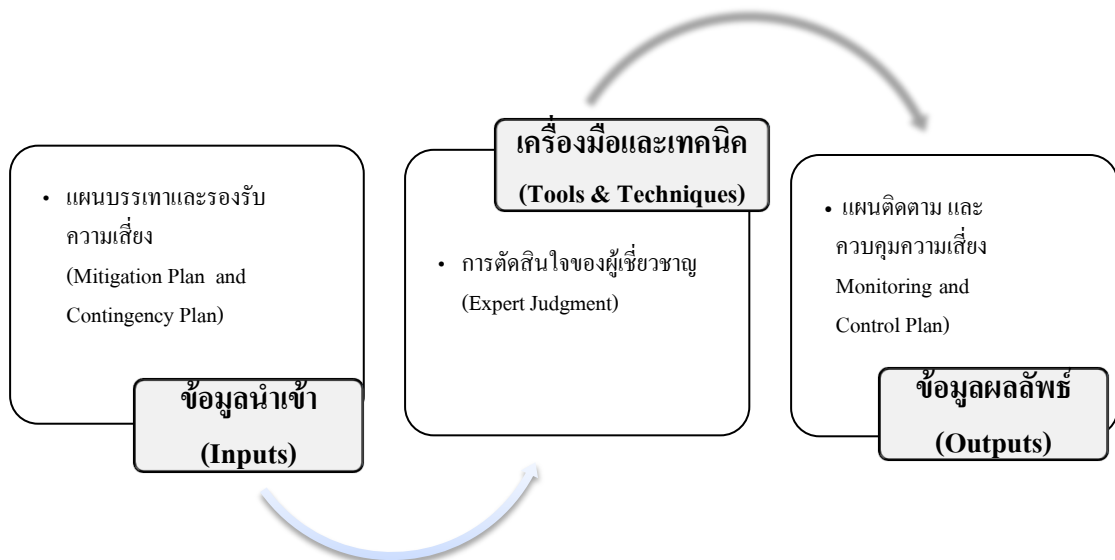 • แผนบรรเทาและรองรับ
ความเสี่ยง
(Mitigation Plan and
Contingency Plan)
ข้อมูลนำเข้า
(Inputs)
เครื่องมือและเทคนิค
(Tools & Techniques)
• การตัดสินใจของผู้เชี่ยวชาญ
(Expert Judgment)
• แผนติดตาม และ
ควบคุมความเสี่ยง
Monitoring and
Control Plan)
ข้อมูลผลลัพธ์
(Outputs)